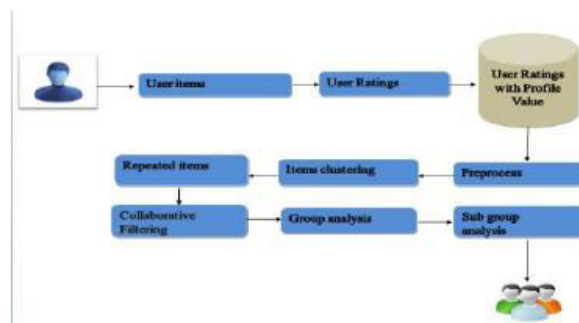 User items
User Ratings
User Ratings
with Profile
Value
Repeated items
Items clustering
Preprocess
Collaborative
Filtering
Group analysis
Sub group
analysis